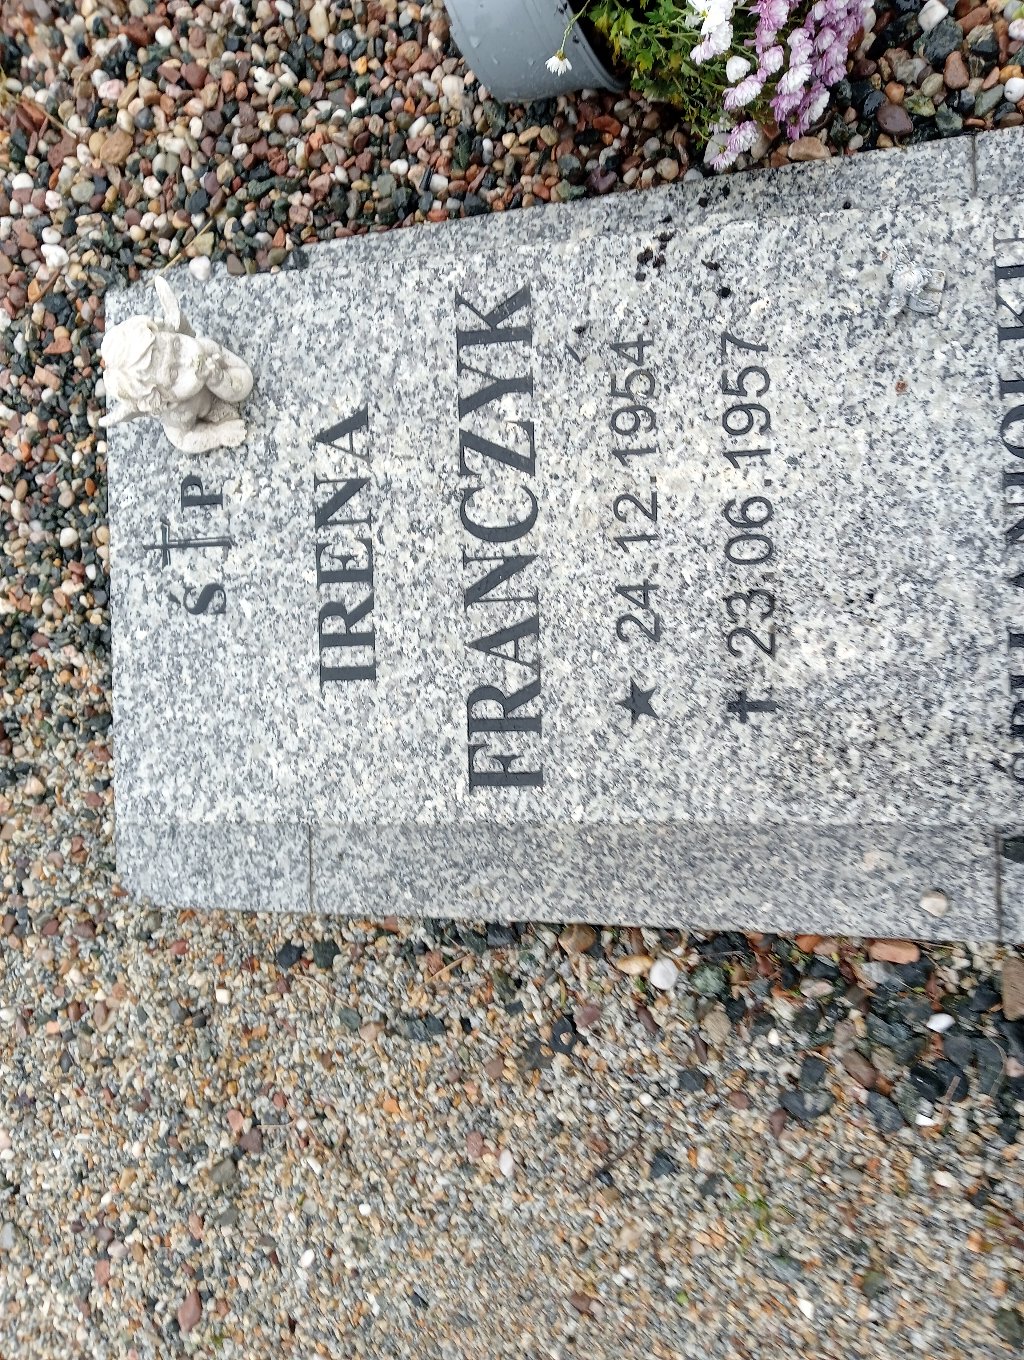 Ś P
IRENA
FRANCZYK
24.12.1954
23.06.1957